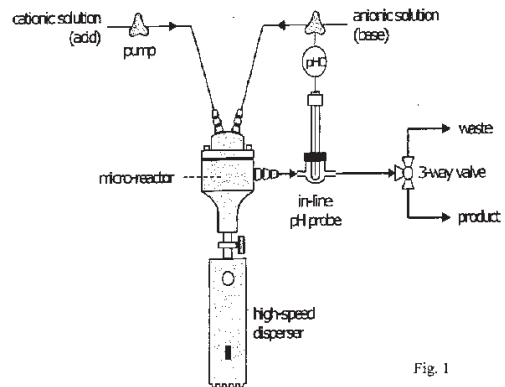 cationic solution
(acid)
pump
anionic solution
(base)
pHC
micro-reactor
in-line
pH probe
waste
3-way valve
product
high-speed
disperser
Fig. 1